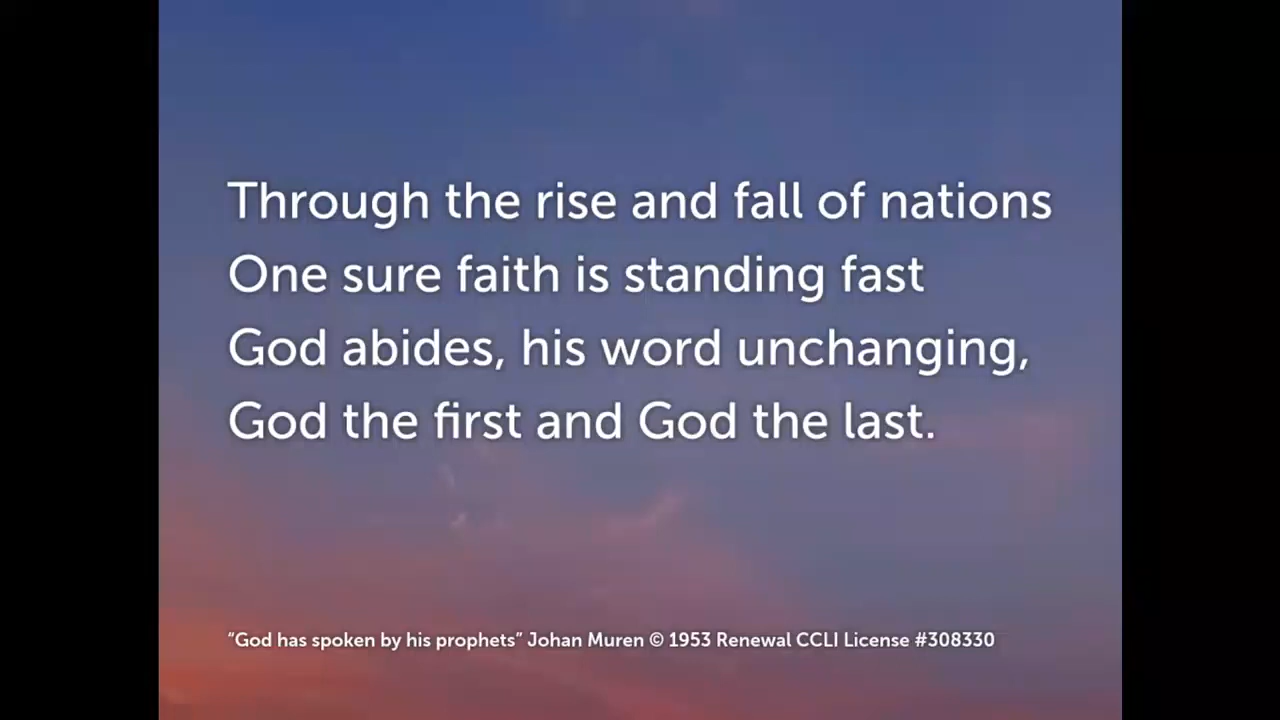 Through the rise and fall of nations
One sure faith is standing fast
God abides, his word unchanging,
God the first and God the last.
“God has spoken by his prophets” Johan Muren © 1953 Renewal CCLI License #308330